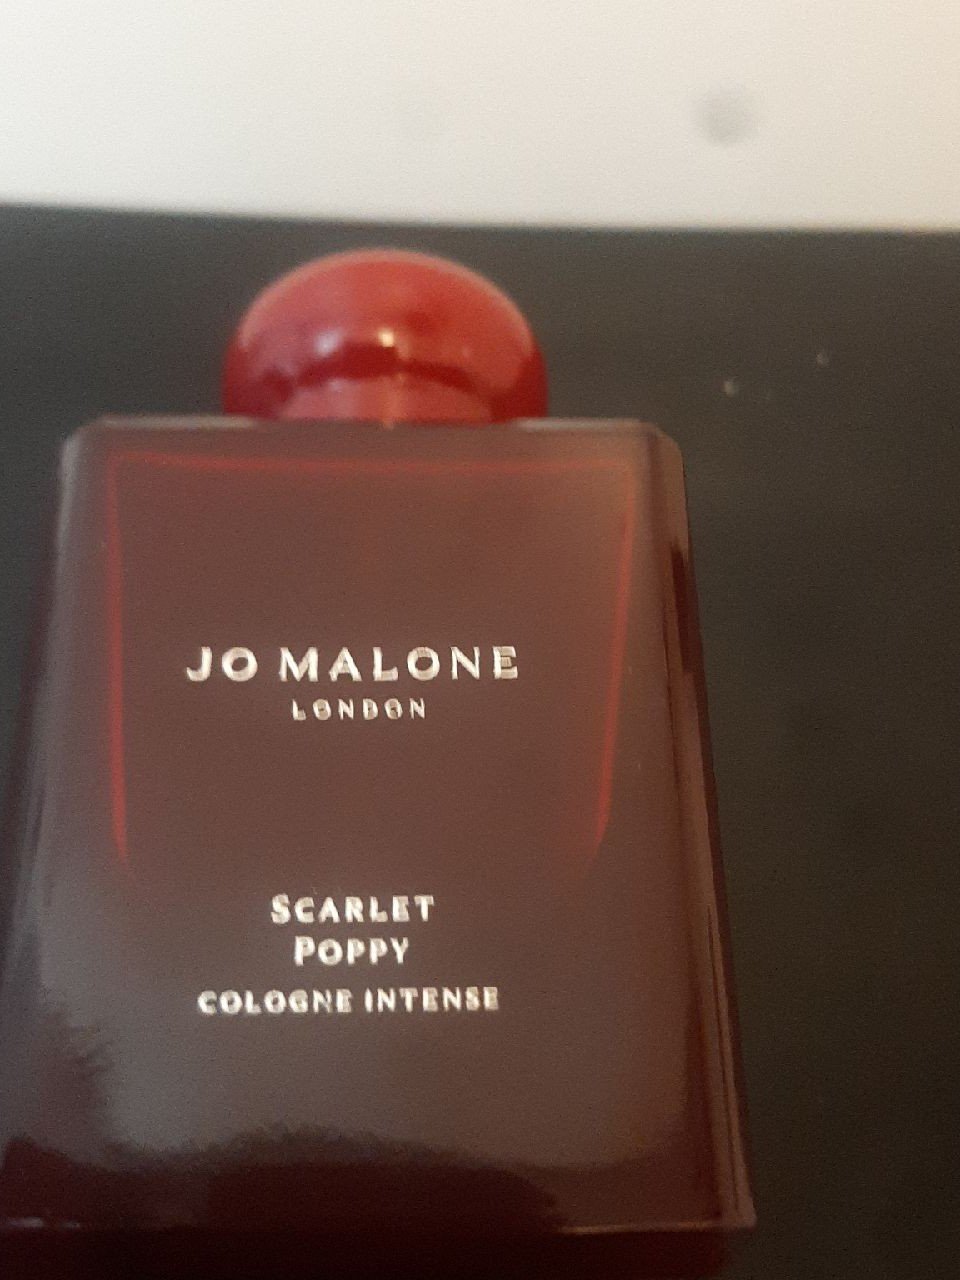 JO MALONE
LONDON
SCARLET
POPPY
COLOGNE INTENSE